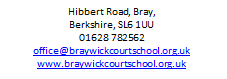 Hibbert Road, Bray,
Berkshire, SL6 1UU
01628 782562
office@braywickcourtschool.org.uk
www.braywickcourtschool.org.uk